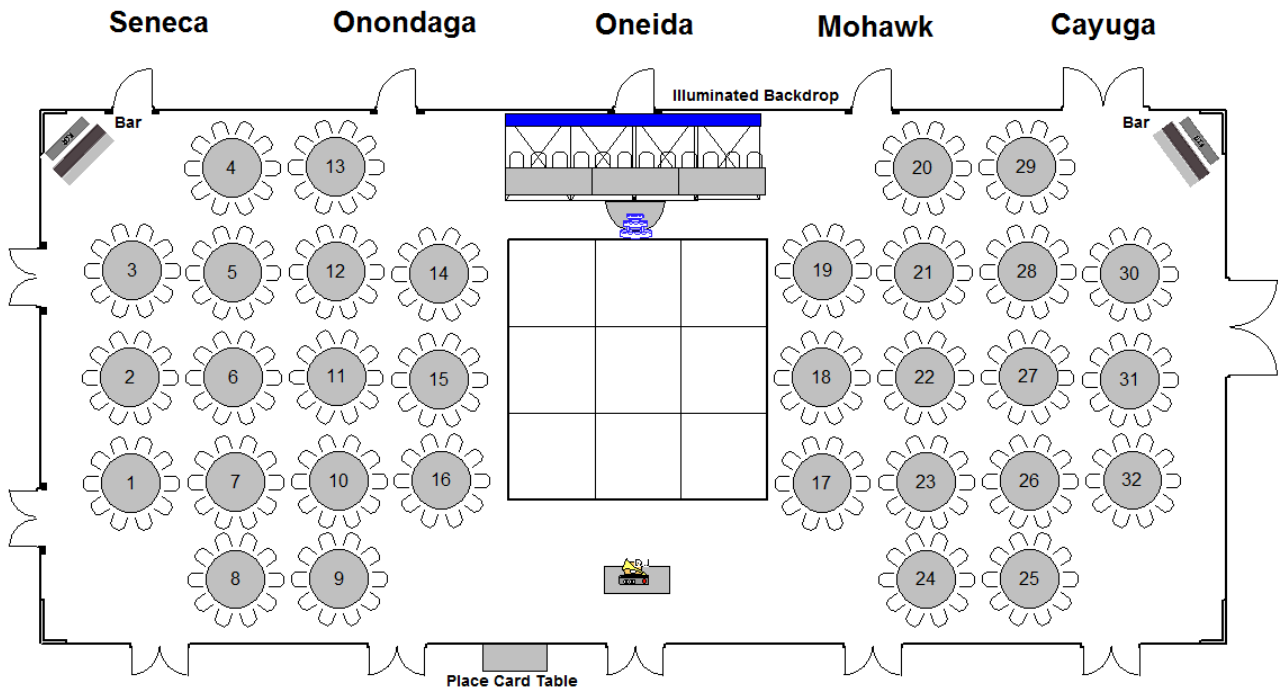 Seneca Onondaga Oneida Mohawk Cayuga
Illuminated Backdrop
Bar
Bar
4 13 20 29
3 5 12 14 19 21 28 30
2 6 11 15 18 22 27 31
1 7 10 16 17 23 26 32
8 9 24 25
Place Card Table